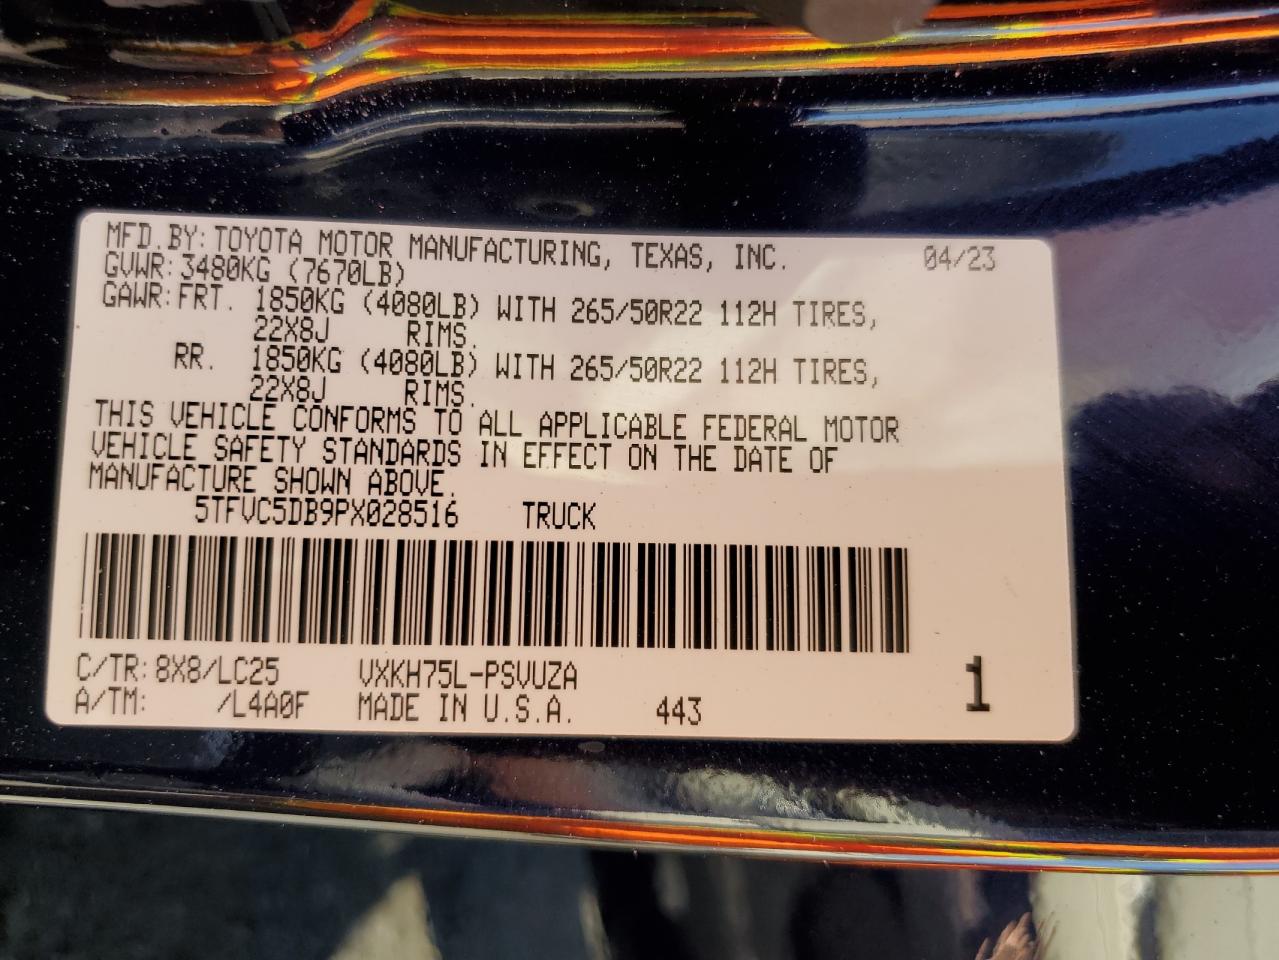 MFD.BY: TOYOTA MOTOR MANUFACTURING, TEXAS, INC. 04/23
GVWR: 3480KG (7670LB)
GAWR: FRT. 1850KG (4080LB) WITH 265/50R22 112H TIRES,
22X8J RIMS.
RR. 1850KG (4080LB) WITH 265/50R22 112H TIRES,
22X8J RIMS.
THIS VEHICLE CONFORMS TO ALL APPLICABLE FEDERAL MOTOR
VEHICLE SAFETY STANDARDS IN EFFECT ON THE DATE OF
MANUFACTURE SHOWN ABOVE.
5TFVC5DB9PX028516 TRUCK
C/TR: 8X8/LC25 VXKH75L-PSVUZA
A/TM: /L4A0F MADE IN U.S.A. 443 1